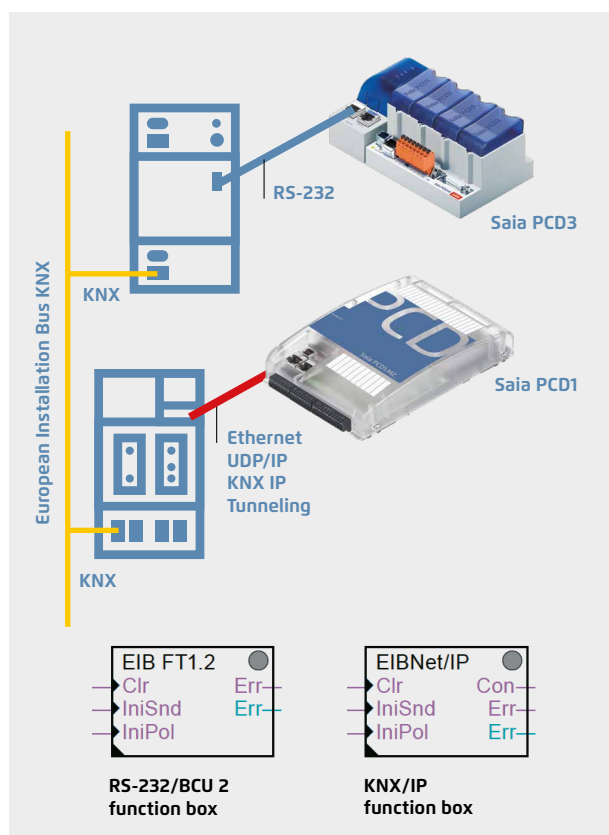 European Installation Bus KNX
RS-232
Saia PCD3
KNX
PCD
Saia PCD1
Ethernet
UDP/IP
KNX IP
Tunneling
KNX
EIB FT1.2
Clr Err
IniSnd Err
IniPol
EIBNet/IP
Clr Con
IniSnd Err
IniPol Err
RS-232/BCU 2
function box
KNX/IP
function box